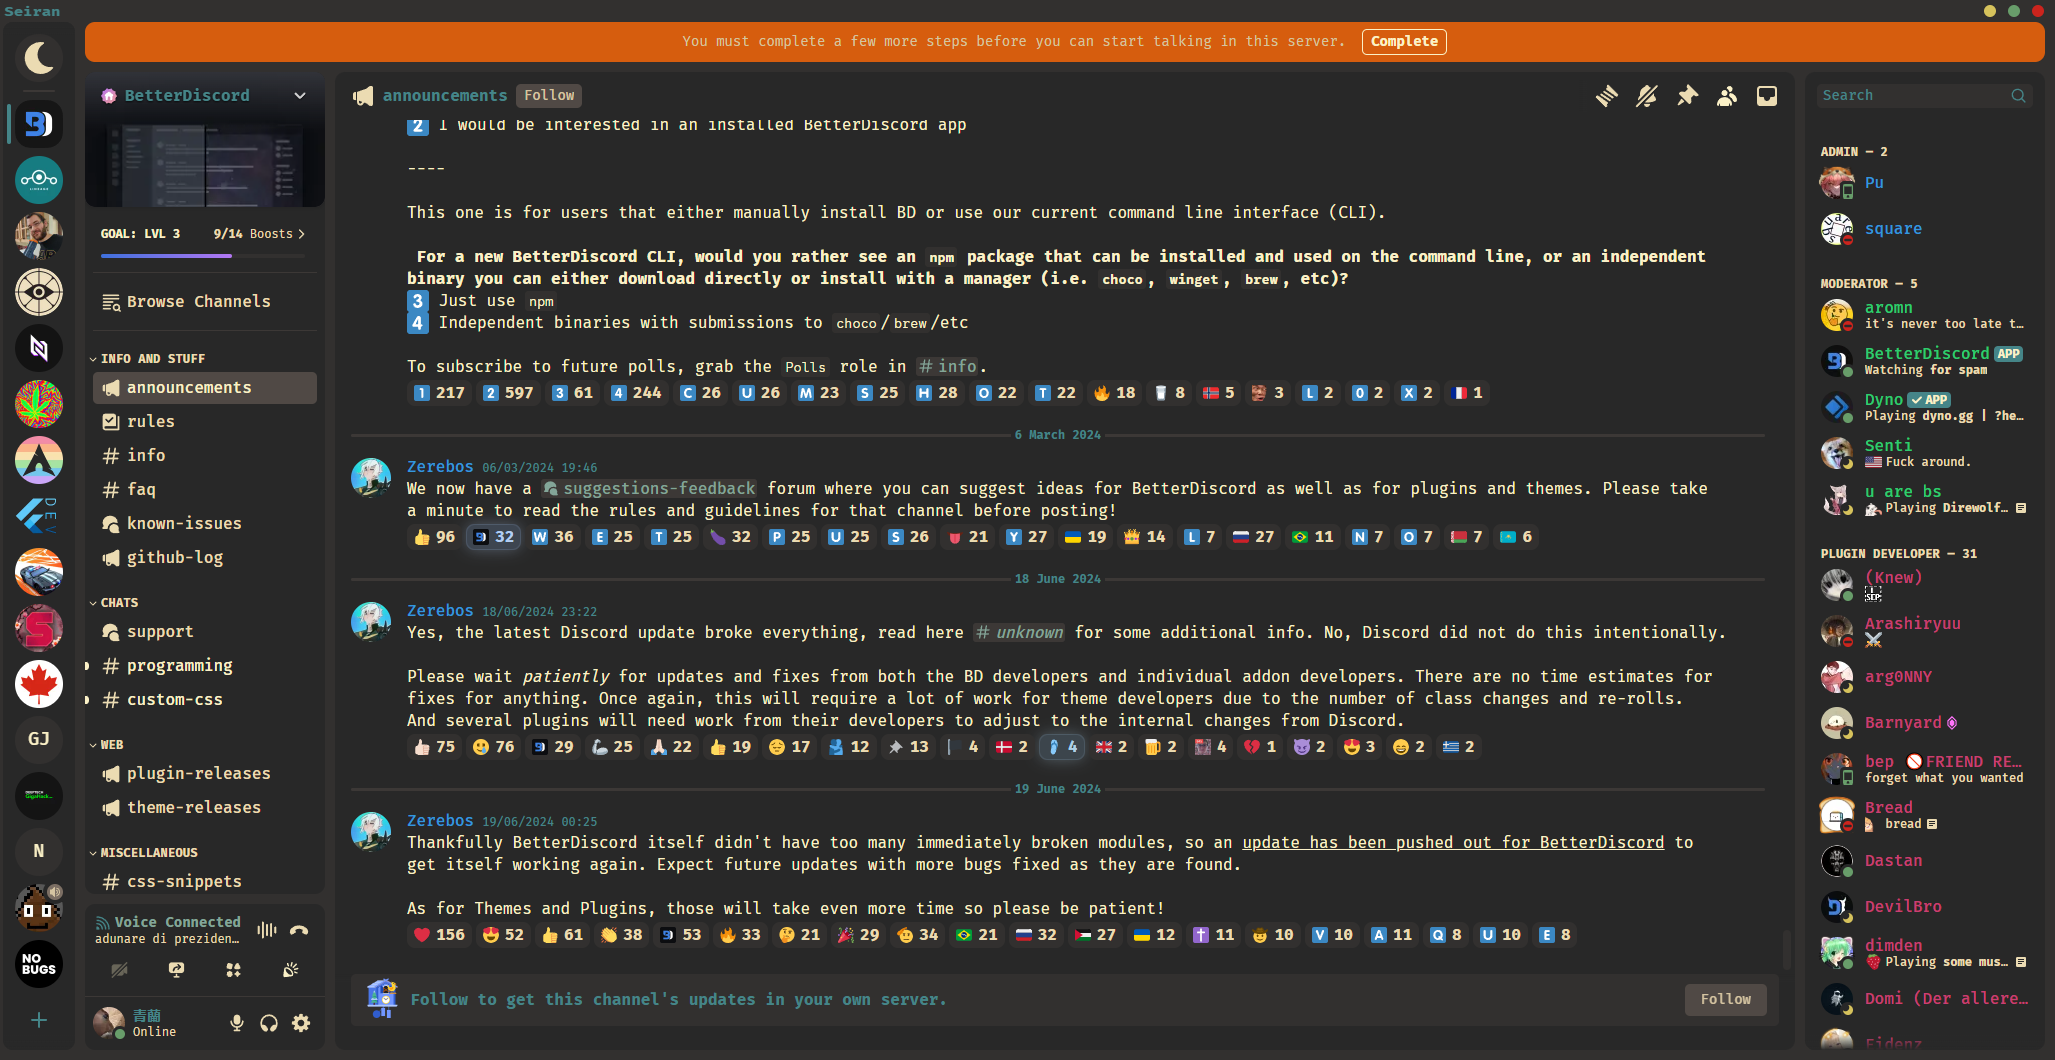 Seiran
You must complete a few more steps before you can start talking in this server. Complete
BetterDiscord
GOAL: LVL 3 9/14 Boosts
Browse Channels
INFO AND STUFF
announcements
rules
info
faq
known-issues
github-log
CHATS
support
programming
custom-css
WEB
plugin-releases
theme-releases
MISCELLANEOUS
css-snippets
GJ
N
NO
BUGS
DEV
Voice Connected
adunare di preziden…
青蘭
Online
announcements Follow
2 I would be interested in an installed BetterDiscord app
----
This one is for users that either manually install BD or use our current command line interface (CLI).
For a new BetterDiscord CLI, would you rather see an npm package that can be installed and used on the command line, or an independent
binary you can either download directly or install with a manager (i.e. choco, winget, brew, etc)?
3 Just use npm
4 Independent binaries with submissions to choco/brew/etc
To subscribe to future polls, grab the Polls role in #info.
1 217 2 597 3 61 4 244 C 26 U 26 M 23 S 25 H 28 O 22 T 22 🔥 18 8 5 3 L 2 0 2 X 2 1
6 March 2024
Zerebos 06/03/2024 19:46
We now have a suggestions-feedback forum where you can suggest ideas for BetterDiscord as well as for plugins and themes. Please take
a minute to read the rules and guidelines for that channel before posting!
96 32 W 36 E 25 T 25 32 P 25 U 25 S 26 21 Y 27 19 14 L 7 27 11 N 7 O 7 7 6
18 June 2024
Zerebos 18/06/2024 23:22
Yes, the latest Discord update broke everything, read here # unknown for some additional info. No, Discord did not do this intentionally.
Please wait patiently for updates and fixes from both the BD developers and individual addon developers. There are no time estimates for
fixes for anything. Once again, this will require a lot of work for theme developers due to the number of class changes and re-rolls.
And several plugins will need work from their developers to adjust to the internal changes from Discord.
75 76 29 25 22 19 17 12 13 4 2 4 2 2 4 1 2 3 2 2
19 June 2024
Zerebos 19/06/2024 00:25
Thankfully BetterDiscord itself didn't have too many immediately broken modules, so an update has been pushed out for BetterDiscord to
get itself working again. Expect future updates with more bugs fixed as they are found.
As for Themes and Plugins, those will take even more time so please be patient!
156 52 61 38 53 33 21 29 34 21 32 27 12 11 10 V 10 A 11 Q 8 U 10 E 8
Follow to get this channel's updates in your own server. Follow
Search
ADMIN — 2
Pu
square
MODERATOR — 5
aromn
it's never too late t…
BetterDiscord APP
Watching for spam
Dyno ✓ APP
Playing dyno.gg | ?he…
Senti
Fuck around.
u are bs
Playing Direwolf…
PLUGIN DEVELOPER — 31
(Knew)
Arashiryuu
arg0NNY
Barnyard
bep 🚫FRIEND RE…
forget what you wanted
Bread
bread
Dastan
DevilBro
dimden
Playing some mus…
Domi (Der allere…
Fidenz